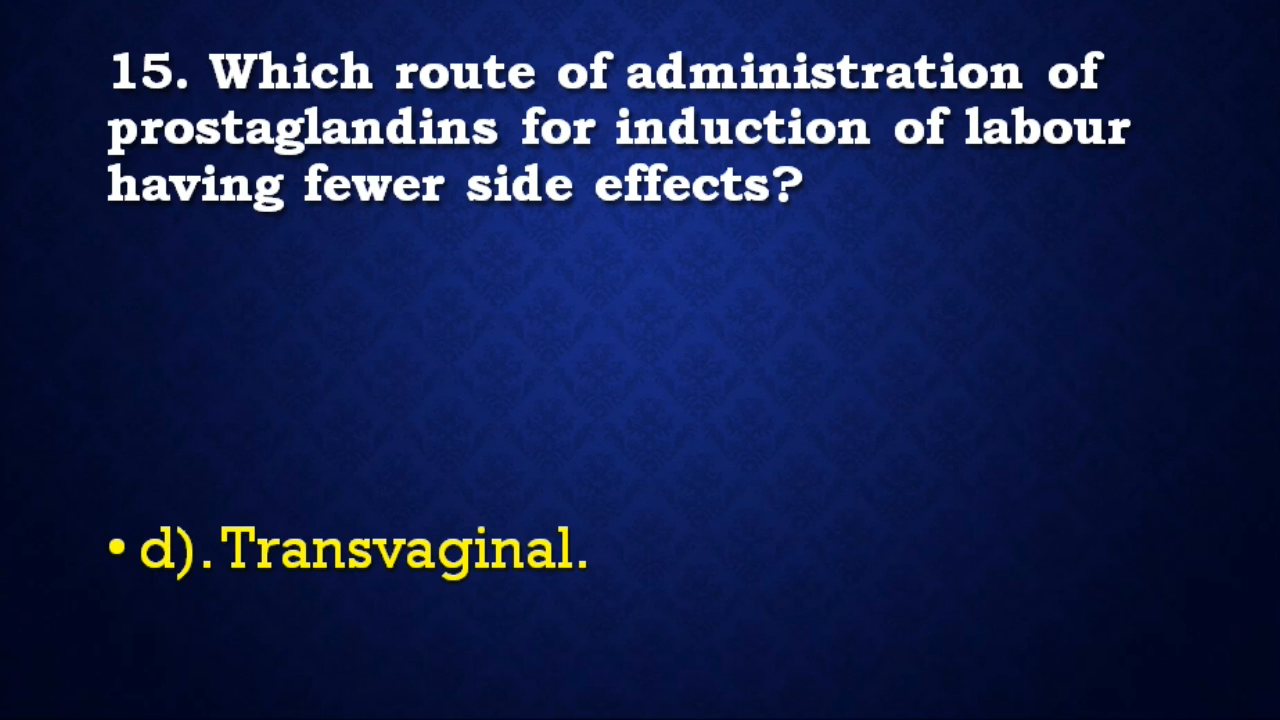 15. Which route of administration of
prostaglandins for induction of labour
having fewer side effects?
• d). Transvaginal.